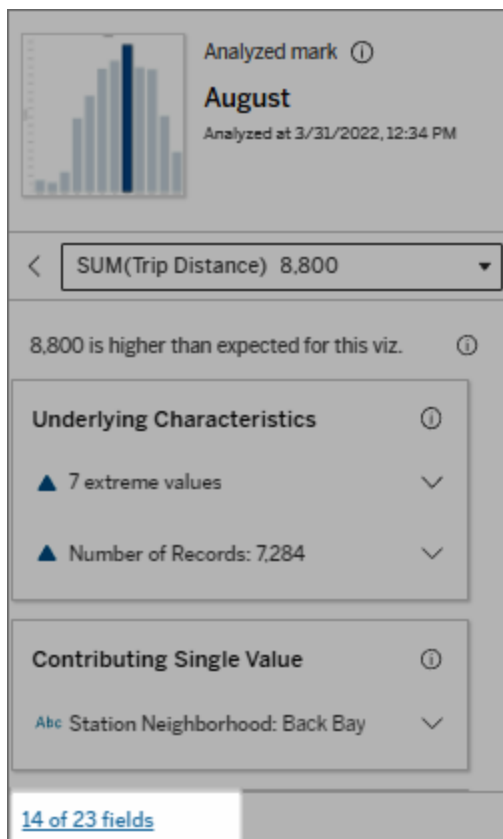 Analyzed mark
August
Analyzed at 3/31/2022, 12:34 PM
SUM(Trip Distance) 8,800
8,800 is higher than expected for this viz.
Underlying Characteristics
7 extreme values
Number of Records: 7,284
Contributing Single Value
Abc Station Neighborhood: Back Bay
14 of 23 fields